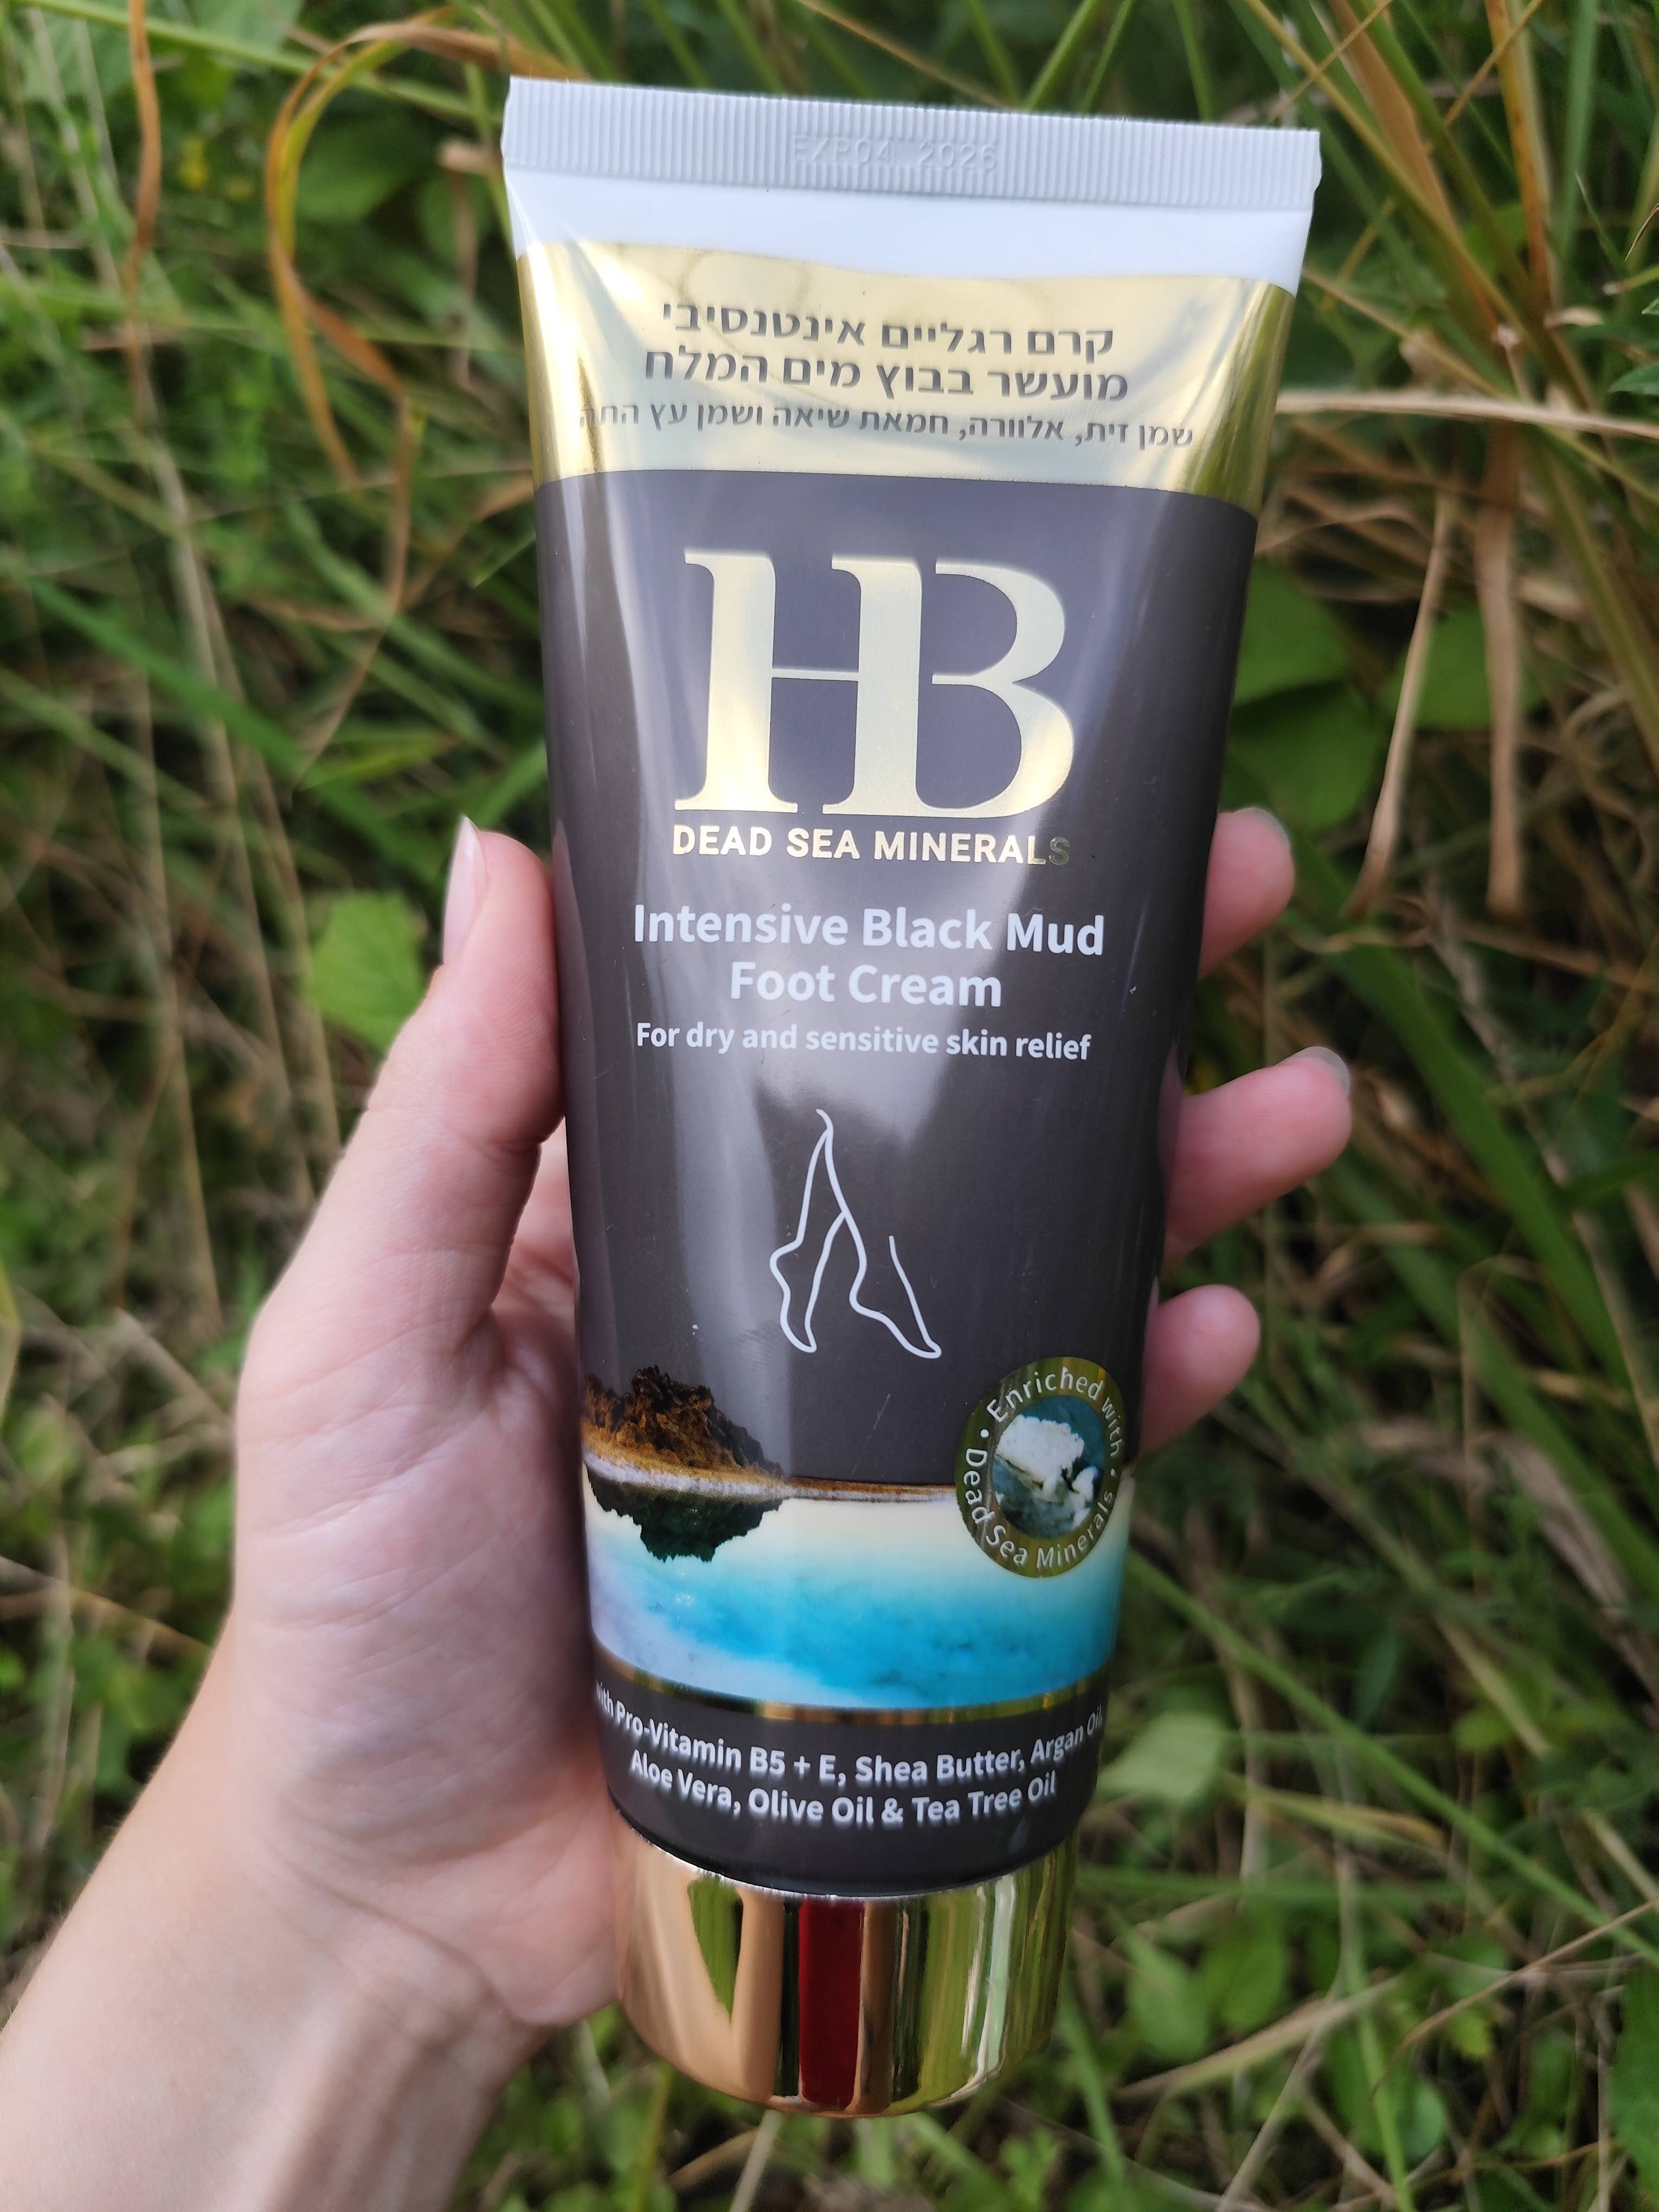 EXP04 2026
קרם רגליים אינטנסיבי
מועשר בבוץ מים המלח
שמן זית, אלוורה, חמאת שיאה ושמן עץ התה
HB
DEAD SEA MINERALS
Intensive Black Mud
Foot Cream
For dry and sensitive skin relief
• Enriched with •
Dead Sea Minerals
with Pro-Vitamin B5 + E, Shea Butter, Argan Oil,
Aloe Vera, Olive Oil & Tea Tree Oil